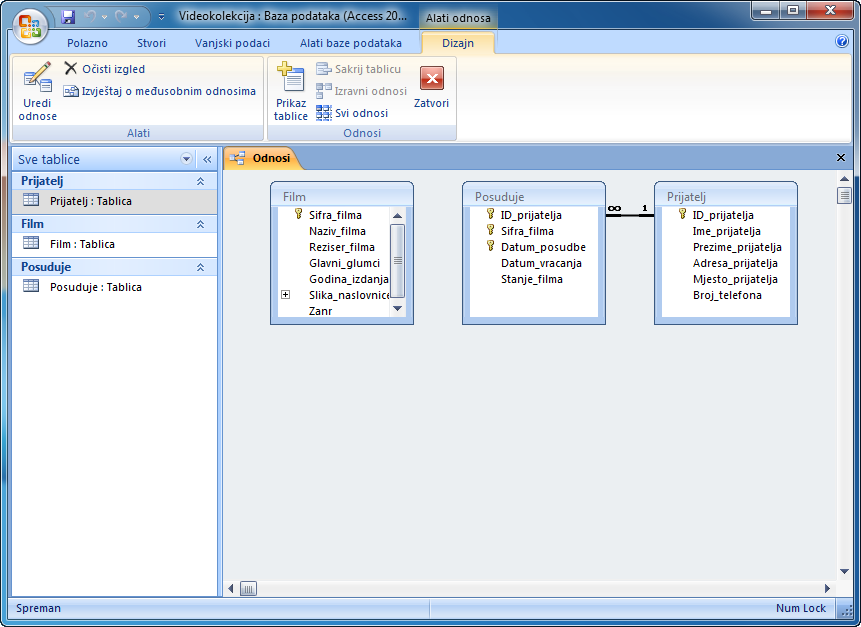 Videokolekcija : Baza podataka (Access 20...
Alati odnosa
Polazno
Stvori
Vanjski podaci
Alati baze podataka
Dizajn
Uredi odnose
Očisti izgled
Izvještaj o međusobnim odnosima
Alati
Prikaz tablice
Sakrij tablicu
Izravni odnosi
Svi odnosi
Zatvori
Odnosi
Sve tablice
Prijatelj
Prijatelj : Tablica
Film
Film : Tablica
Posuduje
Posuduje : Tablica
Odnosi
Film
Sifra_filma
Naziv_filma
Reziser_filma
Glavni_glumci
Godina_izdanja
Slika_naslovnice
Zanr
Posuduje
ID_prijatelja
Sifra_filma
Datum_posudbe
Datum_vracanja
Stanje_filma
∞ 1
Prijatelj
ID_prijatelja
Ime_prijatelja
Prezime_prijatelja
Adresa_prijatelja
Mjesto_prijatelja
Broj_telefona
Spreman
Num Lock